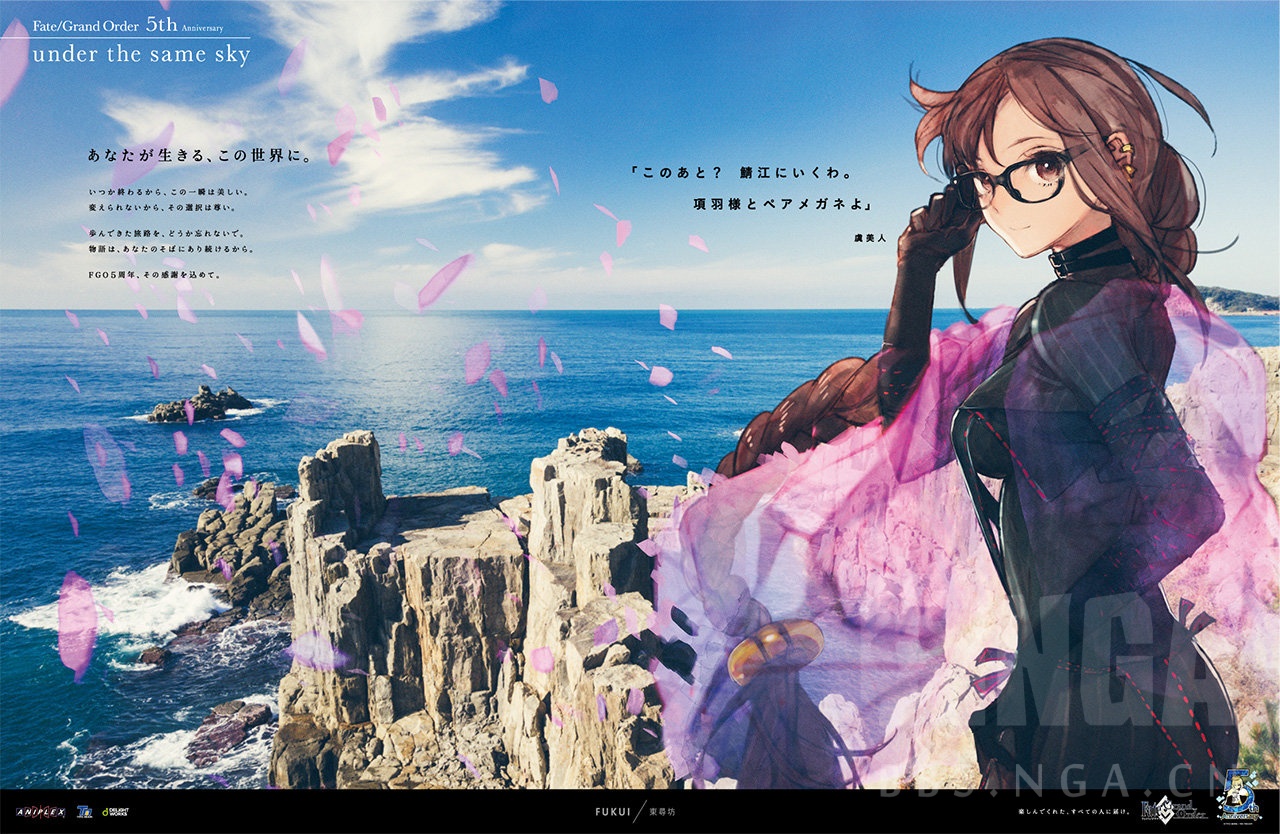 Fate/Grand Order 5th Anniversary
under the same sky
あなたが生きる、この世界に。
いつか終わるから、この一瞬は美しい。
変えられないから、その選択は尊い。
歩んできた旅路を、どうか忘れないで。
物語は、あなたのそばにあり続けるから。
FGO5周年、その感謝を込めて。
「このあと？ 鯖江にいくわ。
項羽様とペアメガネよ」
虞美人
NGA
BBS.NGA.CN
ANIPLEX
DELIGHT
WORKS
FUKUI / 東尋坊
楽しんでくれた、すべての人に届け。
Fate
Grand Order
5th
Anniversary